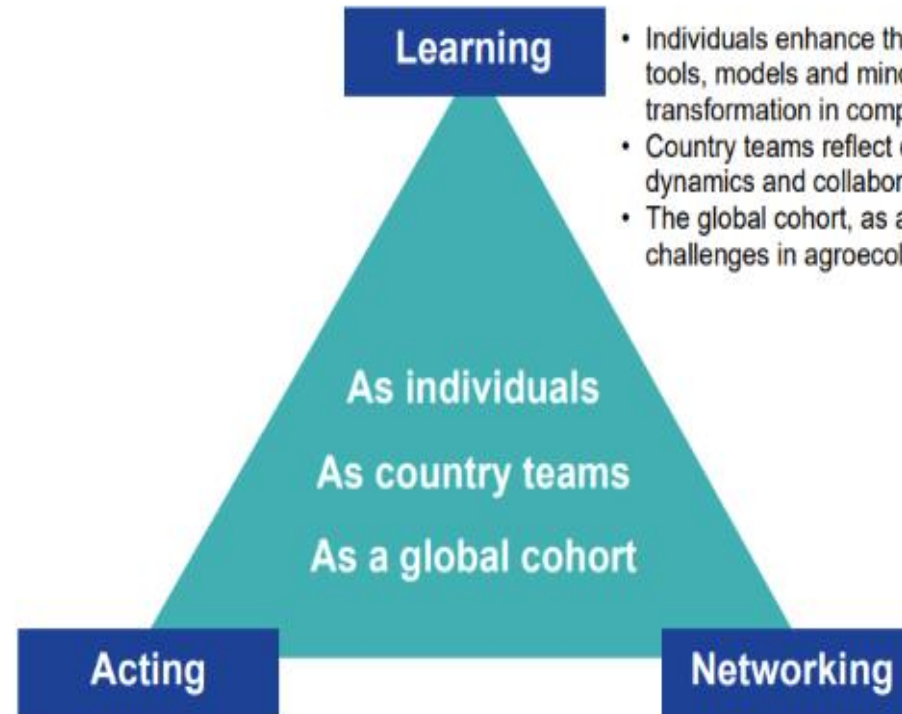 Learning
• Individuals enhance th
tools, models and mind
transformation in comp
• Country teams reflect
dynamics and collabor
• The global cohort, as a
challenges in agroecol
As individuals
As country teams
As a global cohort
Acting
Networking